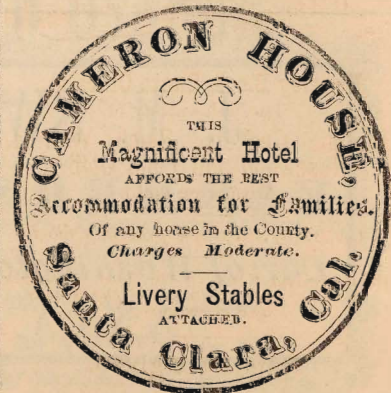 CAMERON HOUSE,
THIS
Magnificent Hotel
AFFORDS THE BEST
Accommodation for Families.
Of any house in the County.
Charges Moderate.
Livery Stables
ATTACHED.
Santa Clara, Cal.